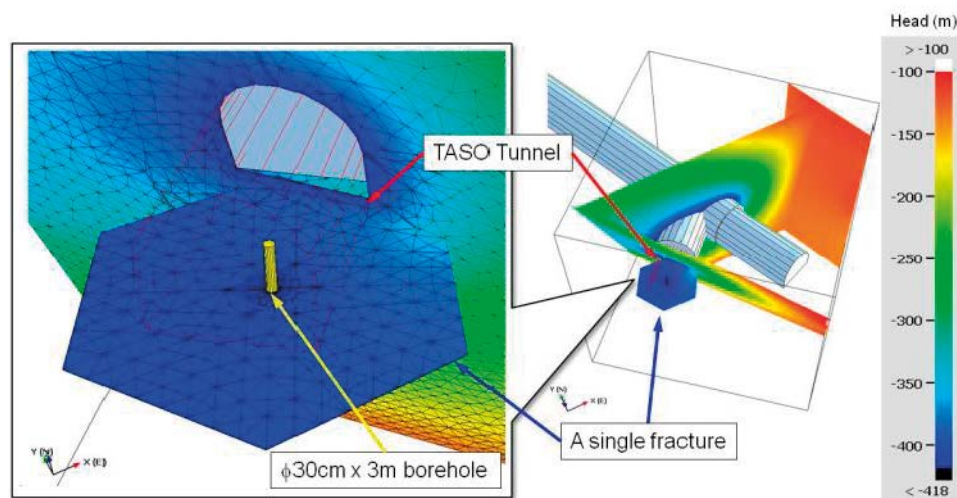 Head (m)
> -100
-100
-150
-200
-250
-300
-350
-400
< -418
TASO Tunnel
A single fracture
ϕ30cm x 3m borehole
Y (N)
X (E)
Y (N)
X (E)